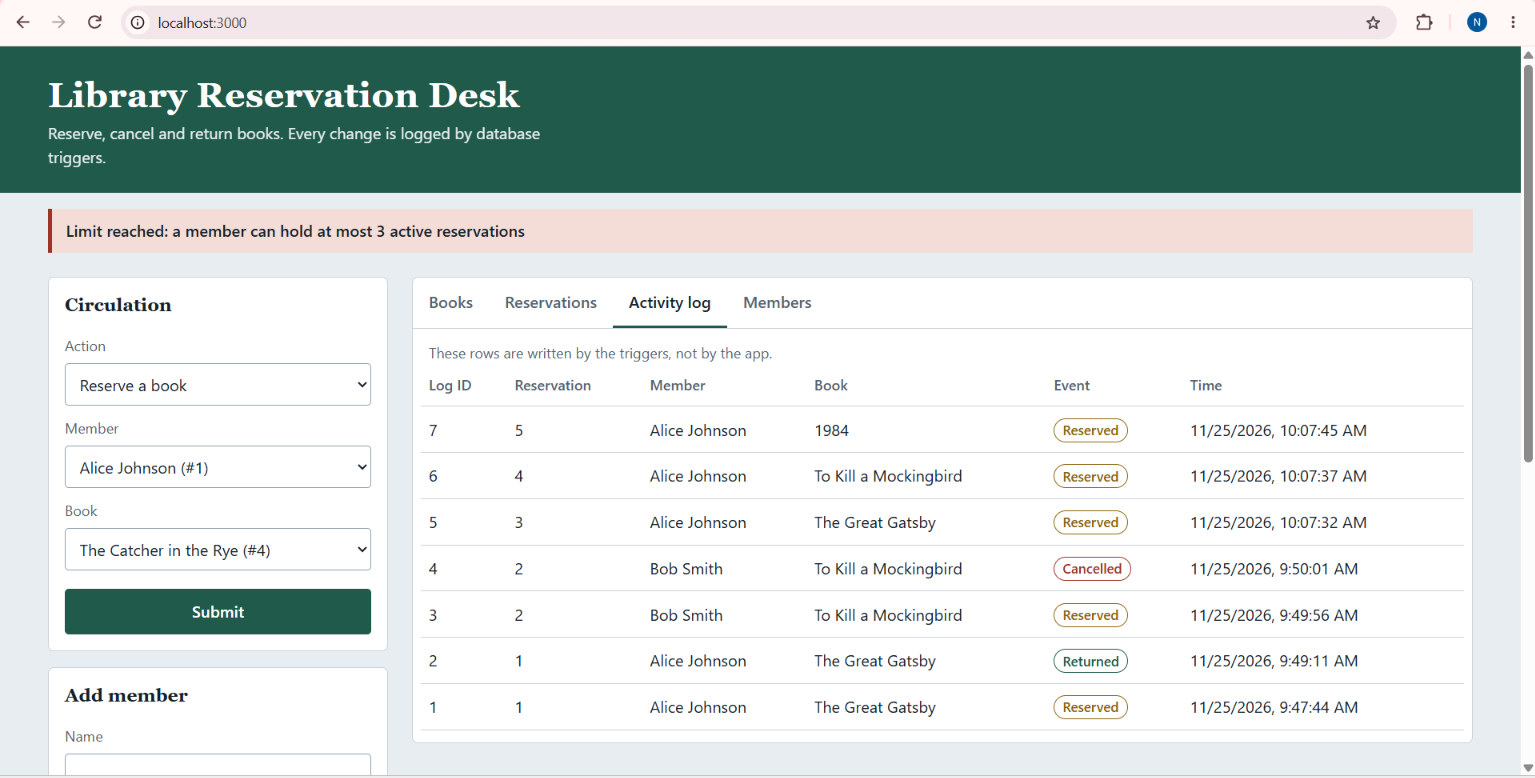 localhost:3000
N
Library Reservation Desk
Reserve, cancel and return books. Every change is logged by database
triggers.
Limit reached: a member can hold at most 3 active reservations
Circulation
Action
Reserve a book
Member
Alice Johnson (#1)
Book
The Catcher in the Rye (#4)
Submit
Add member
Name
Books Reservations Activity log Members
These rows are written by the triggers, not by the app.
Log ID Reservation Member Book Event Time
7 5 Alice Johnson 1984 Reserved 11/25/2026, 10:07:45 AM
6 4 Alice Johnson To Kill a Mockingbird Reserved 11/25/2026, 10:07:37 AM
5 3 Alice Johnson The Great Gatsby Reserved 11/25/2026, 10:07:32 AM
4 2 Bob Smith To Kill a Mockingbird Cancelled 11/25/2026, 9:50:01 AM
3 2 Bob Smith To Kill a Mockingbird Reserved 11/25/2026, 9:49:56 AM
2 1 Alice Johnson The Great Gatsby Returned 11/25/2026, 9:49:11 AM
1 1 Alice Johnson The Great Gatsby Reserved 11/25/2026, 9:47:44 AM